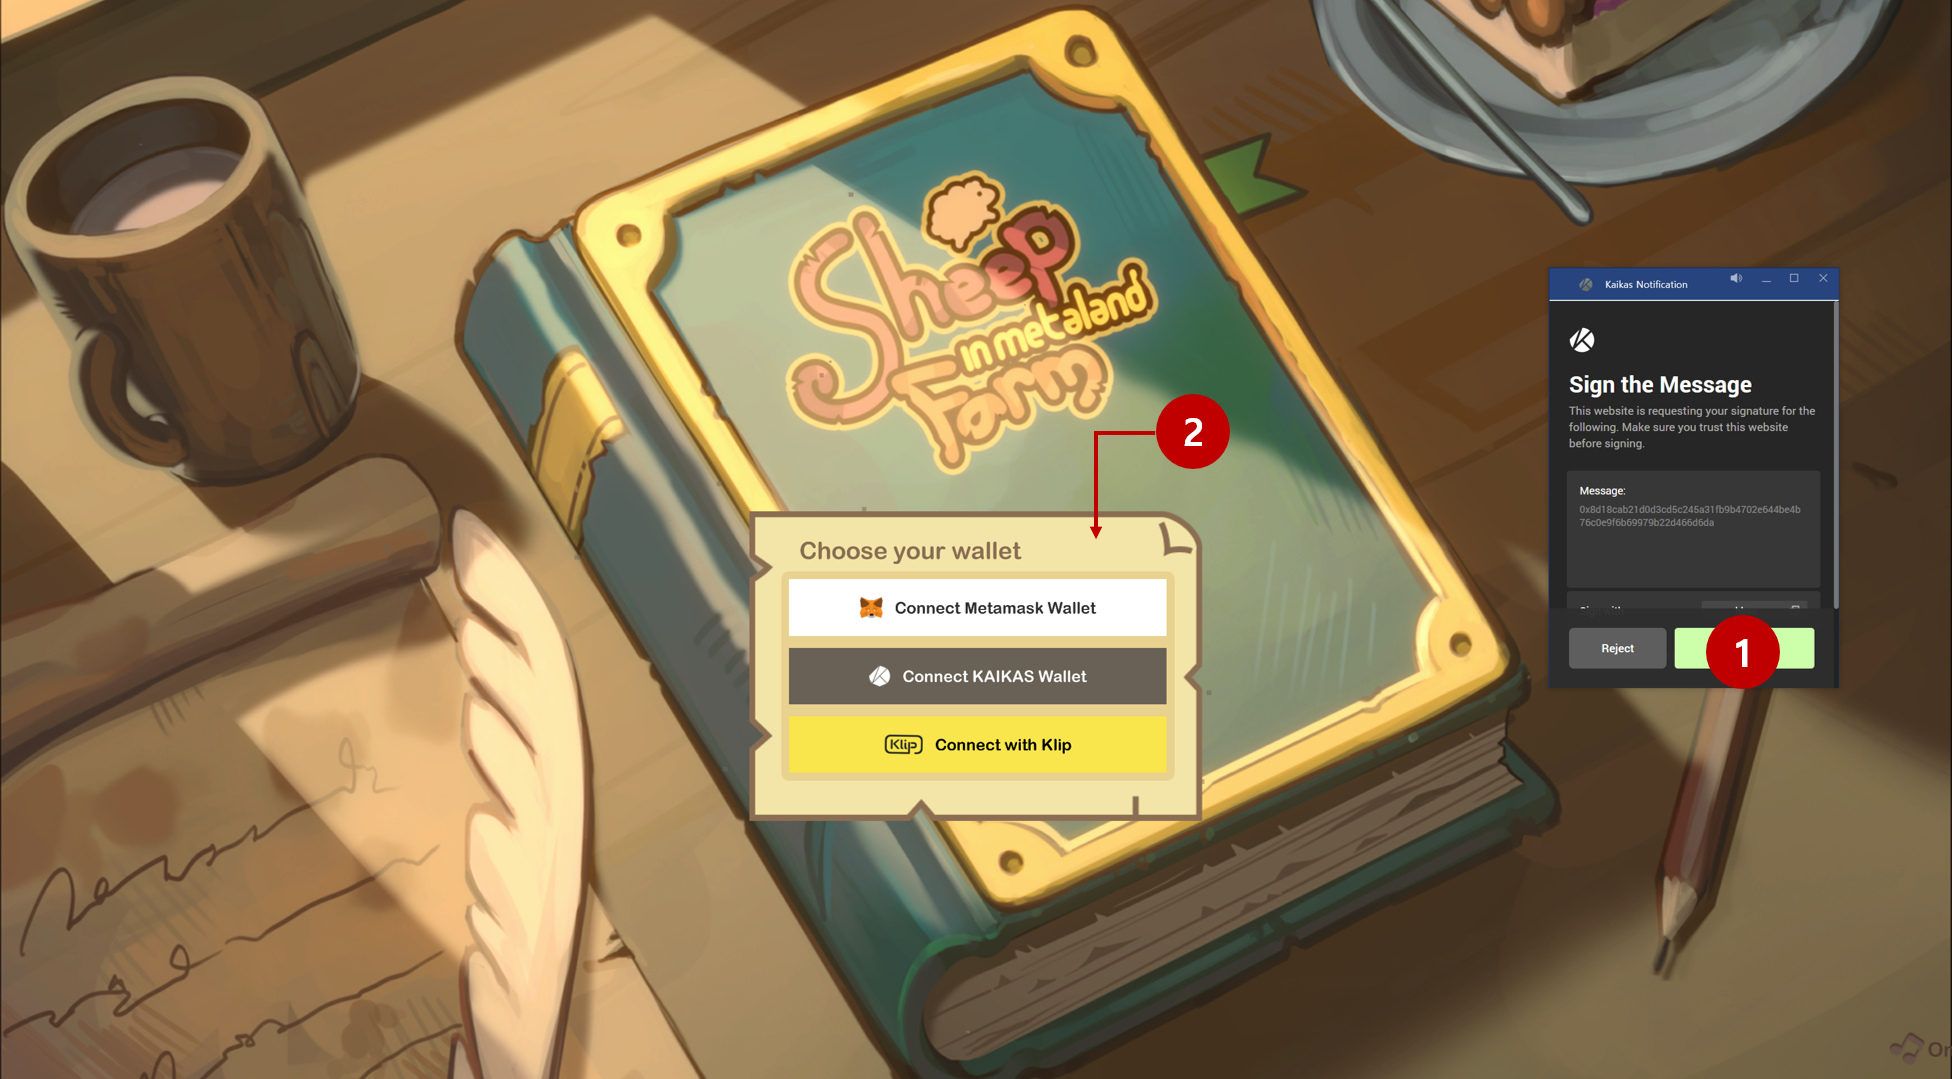 Sheep
in metaland
Farm
2
Choose your wallet
Connect Metamask Wallet
Connect KAIKAS Wallet
Klip Connect with Klip
Kaikas Notification
Sign the Message
This website is requesting your signature for the
following. Make sure you trust this website
before signing.
Message:
0x8d18cab21d0d3cd5c245a31fb9b4702e644be4b
76c0e9f6b69979b22d466d6da
Reject
1